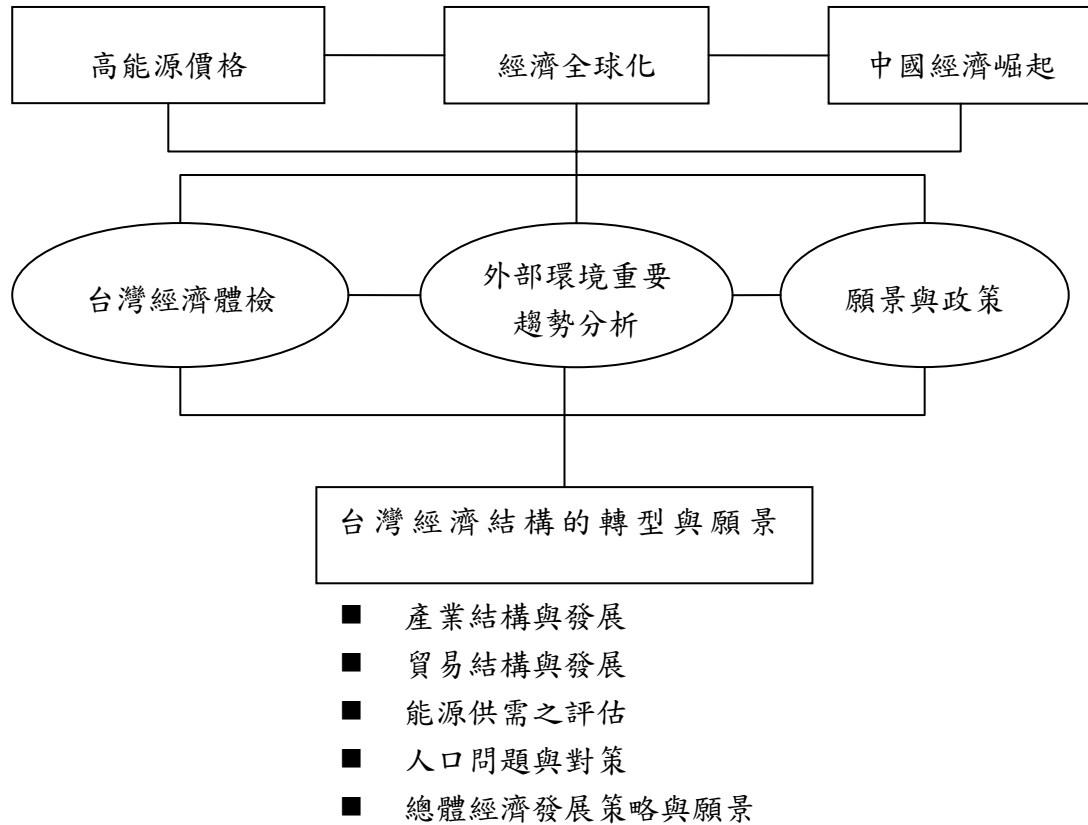 高能源價格
經濟全球化
中國經濟崛起
台灣經濟體檢
外部環境重要
趨勢分析
願景與政策
台灣經濟結構的轉型與願景
■ 產業結構與發展
■ 貿易結構與發展
■ 能源供需之評估
■ 人口問題與對策
■ 總體經濟發展策略與願景